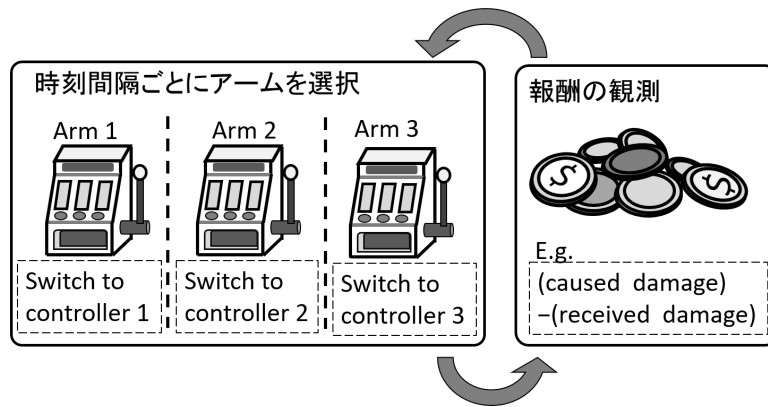 時刻間隔ごとにアームを選択
Arm 1
Arm 2
Arm 3
Switch to
controller 1
Switch to
controller 2
Switch to
controller 3
報酬の観測
$
$
E.g.
(caused damage)
−(received damage)